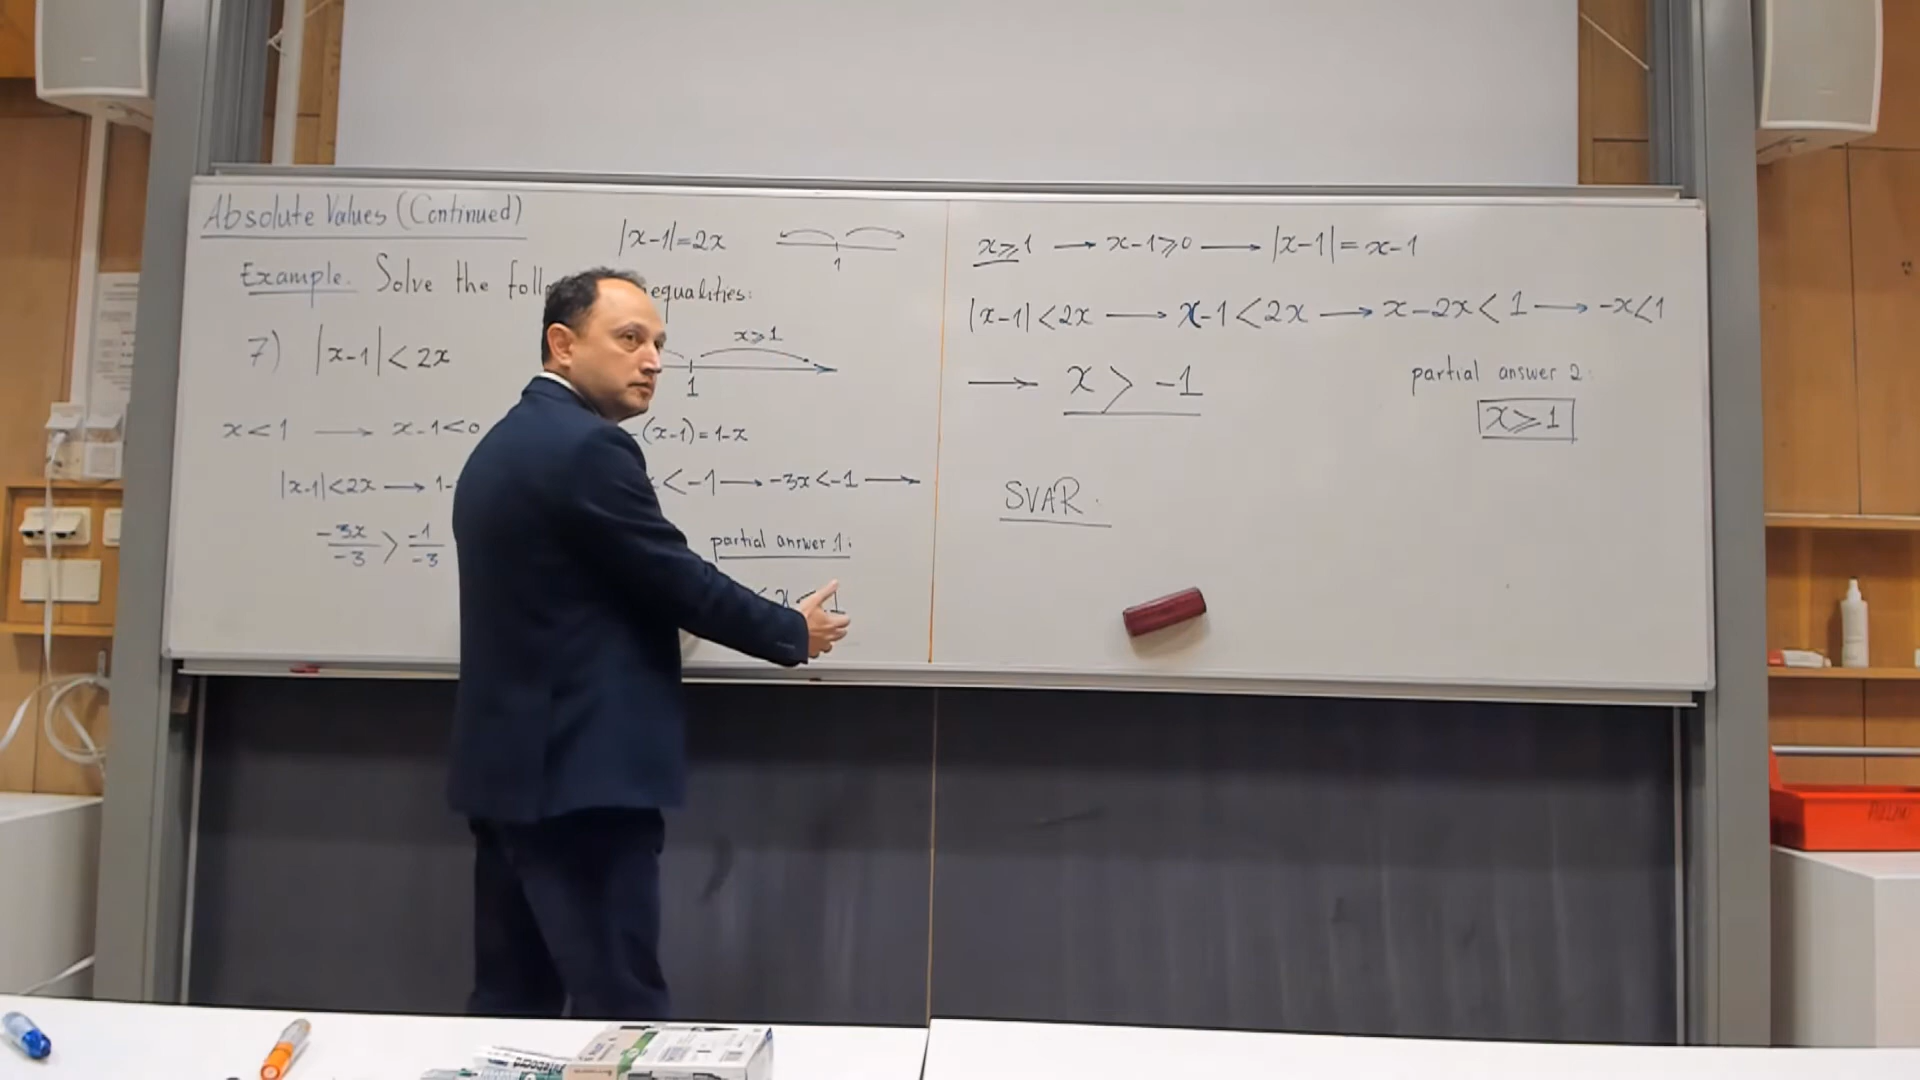 Absolute Values (Continued)
|x-1|=2x
1
Example. Solve the equalities:
7) |x-1| < 2x
x⩾1
1
x<1 → x-1<0 -(x-1)=1-x
|x-1|<2x → 1- <-1 → -3x<-1 →
-3x/-3 > -1/-3
partial answer 1:
x<1
x⩾1 → x-1⩾0 → |x-1|=x-1
|x-1|<2x → x-1<2x → x-2x<1 → -x<1
→ x > -1
partial answer 2:
x⩾1
SVAR.